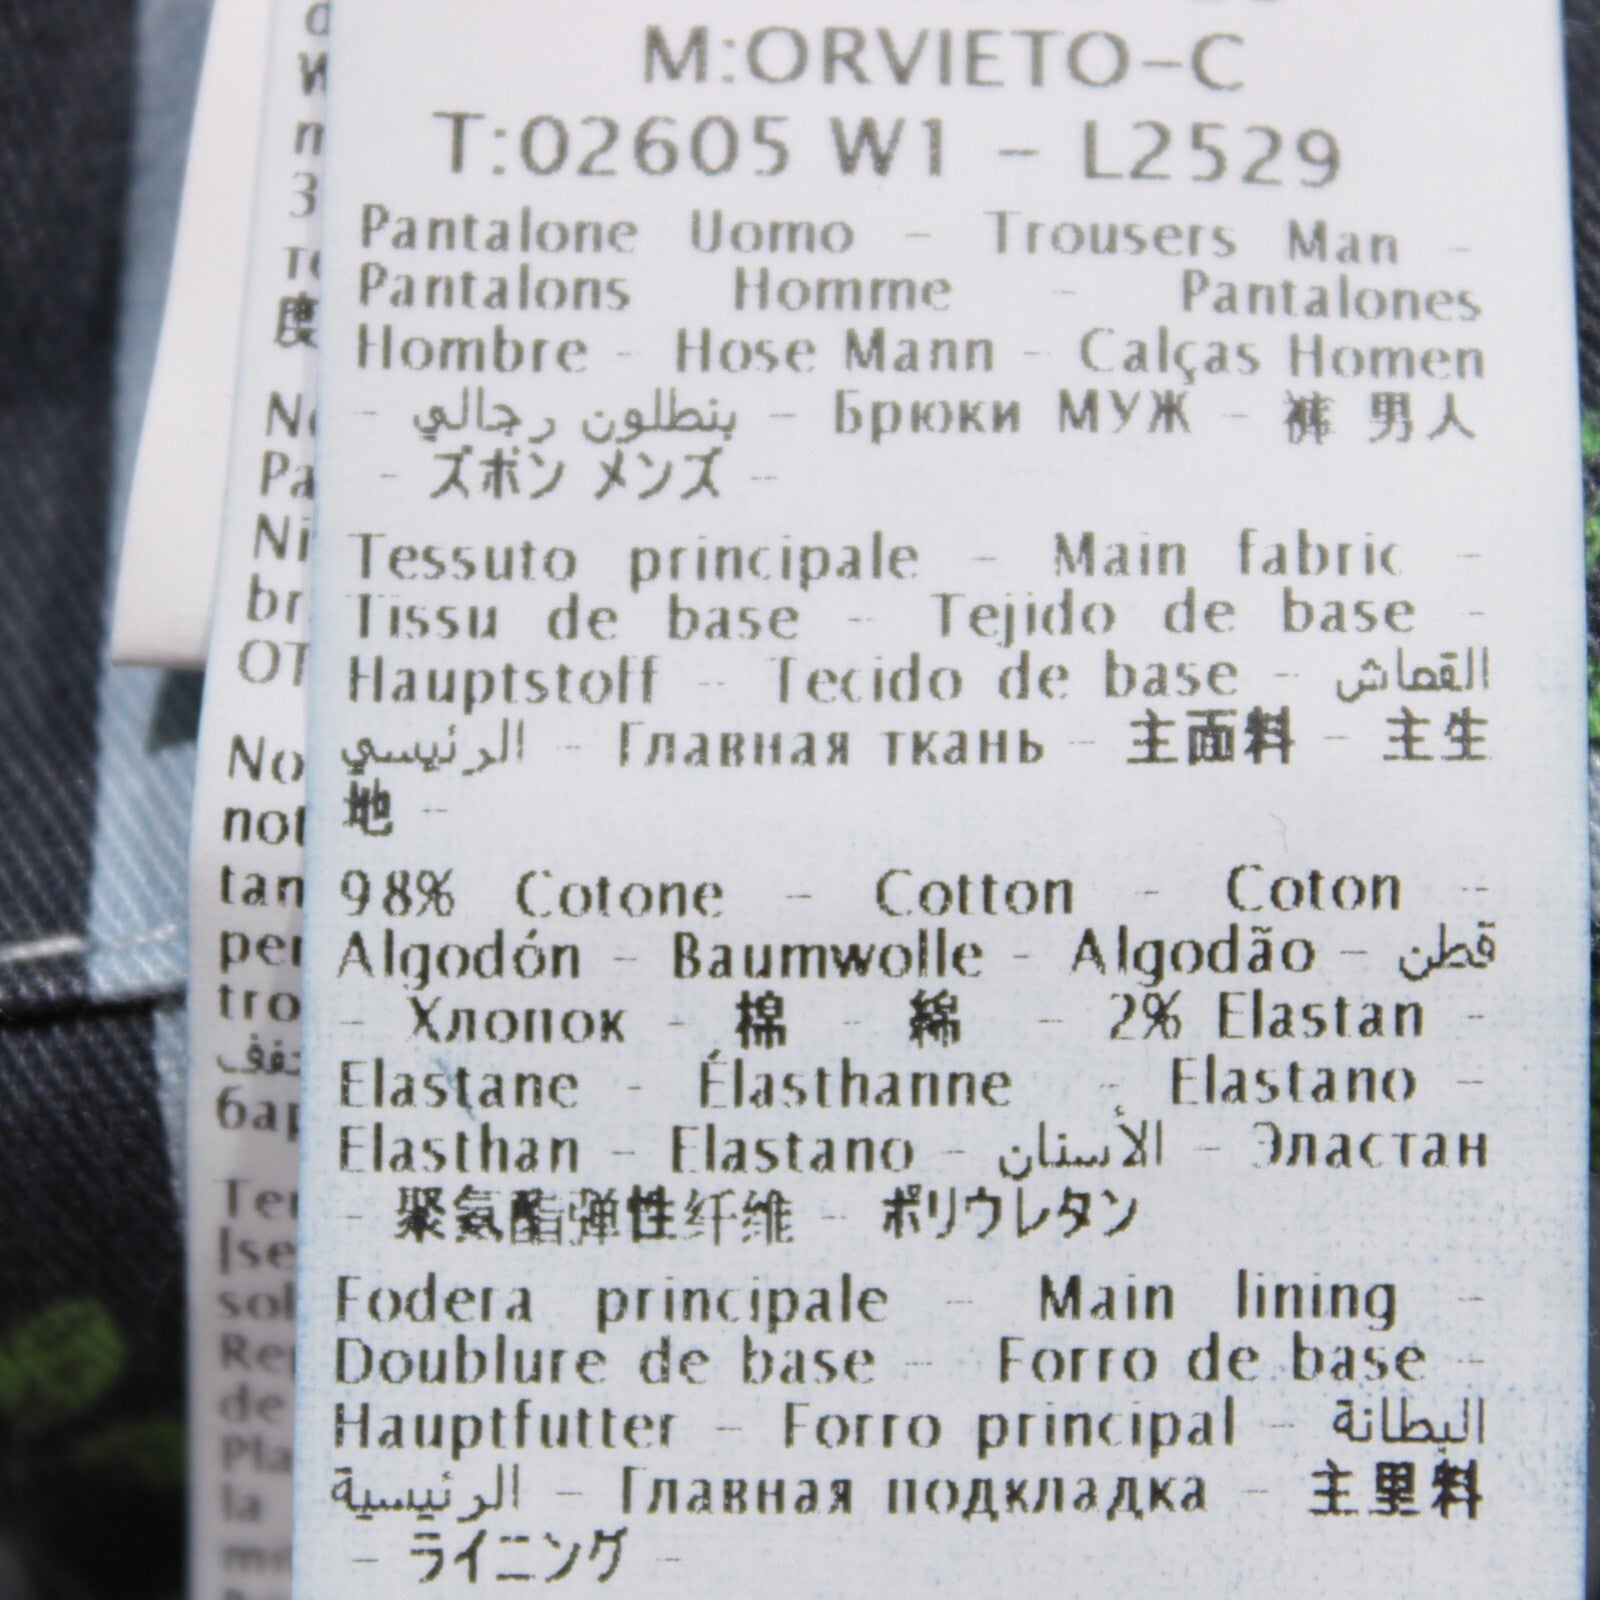 M:ORVIETO-C
T:02605 W1 - L2529
Pantalone Uomo - Trousers Man -
Pantalons Homme - Pantalones
Hombre - Hose Mann - Calças Homen
- بنطلون رجالي - Брюки МУЖ - 裤 男人
- ズボン メンズ -
Tessuto principale - Main fabric -
Tissu de base - Tejido de base -
Hauptstoff - Tecido de base - القماش
الرئيسي - Главная ткань - 主面料 - 主生
地 -
98% Cotone - Cotton - Coton -
Algodón - Baumwolle - Algodão - قطن
- Хлопок - 棉 - 綿 - 2% Elastan -
Elastane - Élasthanne - Elastano -
Elasthan - Elastano - الأستان - Эластан
- 聚氨酯弹性纤维 - ポリウレタン
Fodera principale - Main lining -
Doublure de base - Forro de base -
Hauptfutter - Forro principal - البطانة
الرئيسية - Главная подкладка - 主里料
- ライニング -